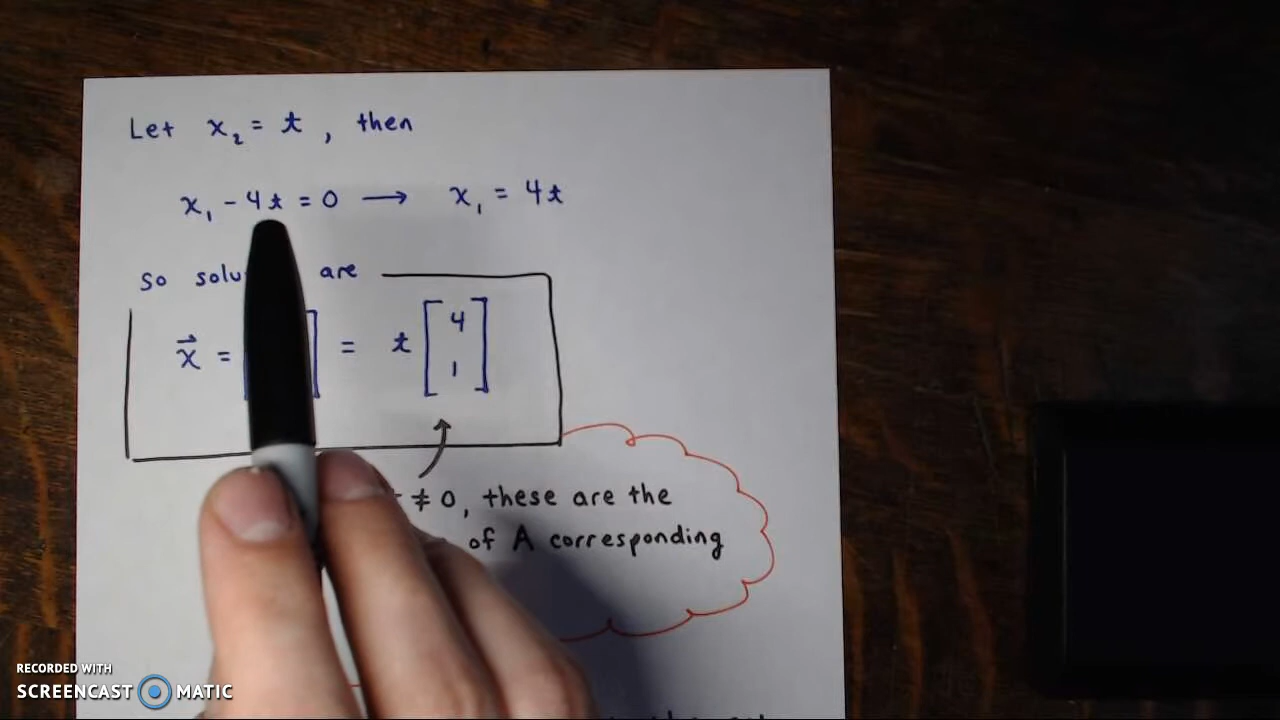 Let x₂ = t , then
x₁ - 4t = 0 → x₁ = 4t
So are
x⃗ = = t [4
1]
≠ 0, these are the
of A corresponding
RECORDED WITH
SCREENCAST MATIC